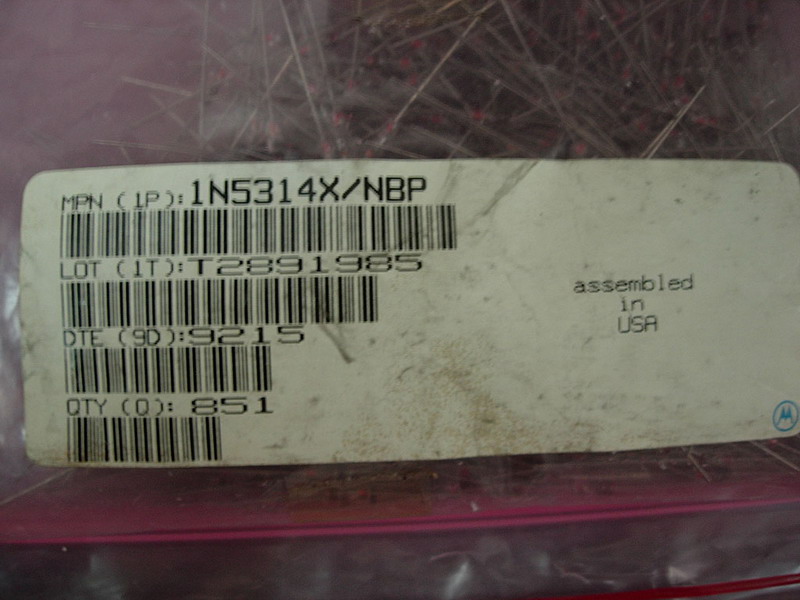 MPN (1P): 1N5314X/NBP
LOT (1T): T2891985
DTE (9D): 9215
QTY (Q): 851
assembled
in
USA